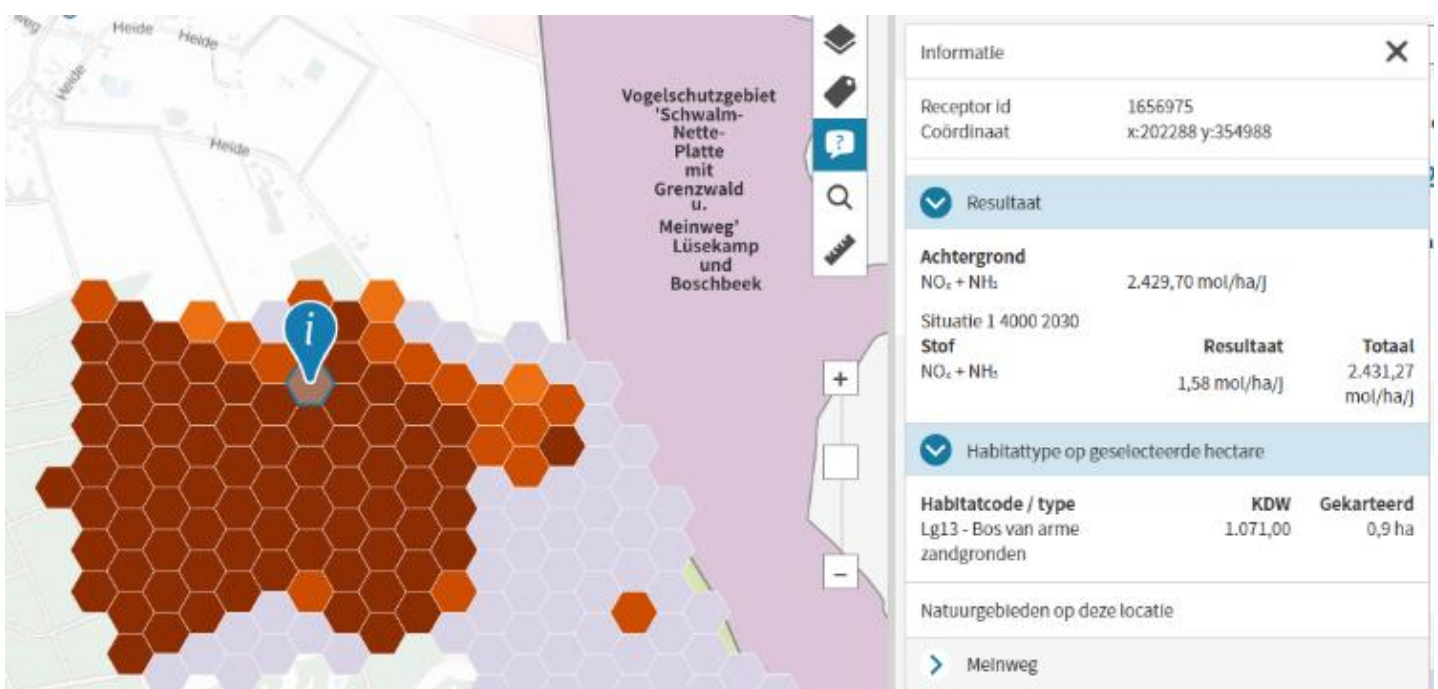 Heide
Heide
Heide
Heide
Vogelschutzgebiet
'Schwalm-
Nette-
Platte
mit
Grenzwald
u.
Meinweg'
Lüsekamp
und
Boschbeek
?
i
+
−
Informatie
Receptor id 1656975
Coördinaat x:202288 y:354988
Resultaat
Achtergrond
NOₓ + NH₃ 2.429,70 mol/ha/j
Situatie 1 4000 2030
Stof Resultaat Totaal
NOₓ + NH₃ 1,58 mol/ha/j 2.431,27
mol/ha/j
Habitattype op geselecteerde hectare
Habitatcode / type KDW Gekarteerd
Lg13 - Bos van arme 1.071,00 0,9 ha
zandgronden
Natuurgebieden op deze locatie
Meinweg